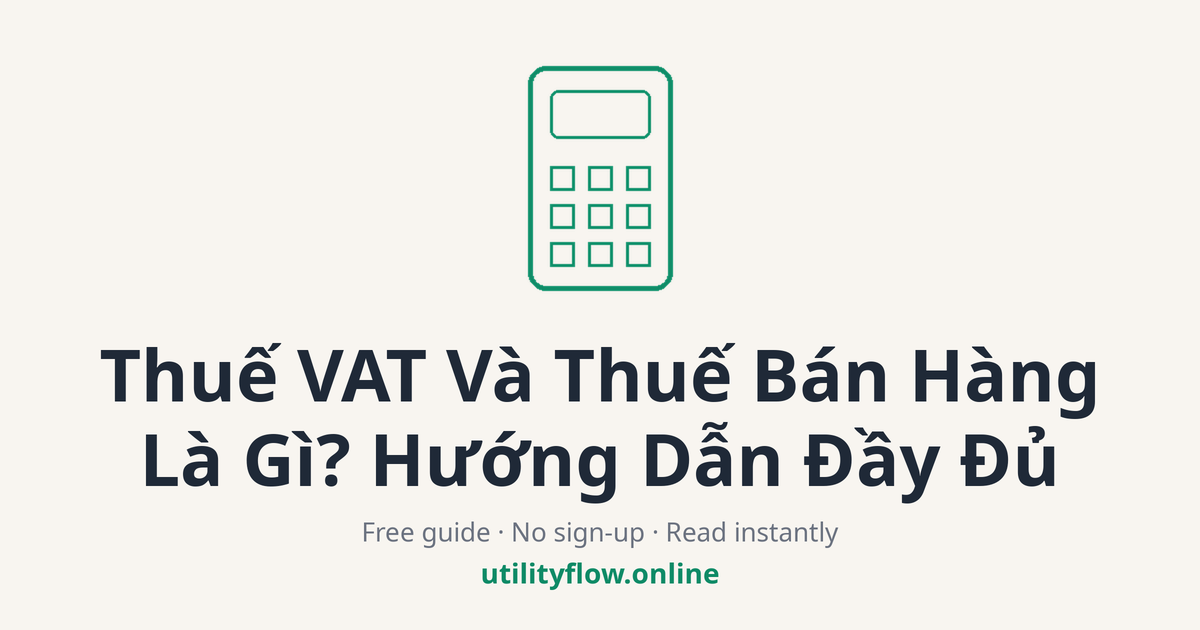 Thuế VAT Và Thuế Bán Hàng
Là Gì? Hướng Dẫn Đầy Đủ
Free guide · No sign-up · Read instantly
utilityflow.online